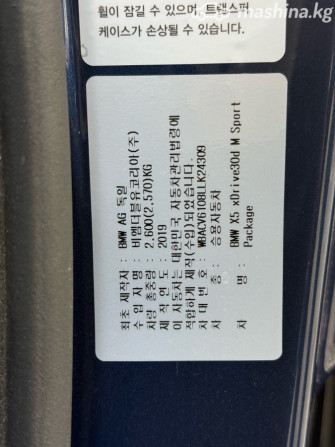 mashina.kg
휠이 잠길 수 있으며, 트랜스퍼
케이스가 손상될 수 있습니다.
최초 제작자 : BMW AG 독일
수 입 자 명 : 비엠더블유코리아(주)
차량 총중량 : 2,600(2,570)KG
제 작 연 도 : 2019
이 자동차는 대한민국 자동차관리법령에
적합하게 제작(수입)되었습니다.
차 대 번 호 : WBACV6108LLK24309
차 종 : 승용자동차
차 명 : BMW X5 xDrive30d M Sport
Package